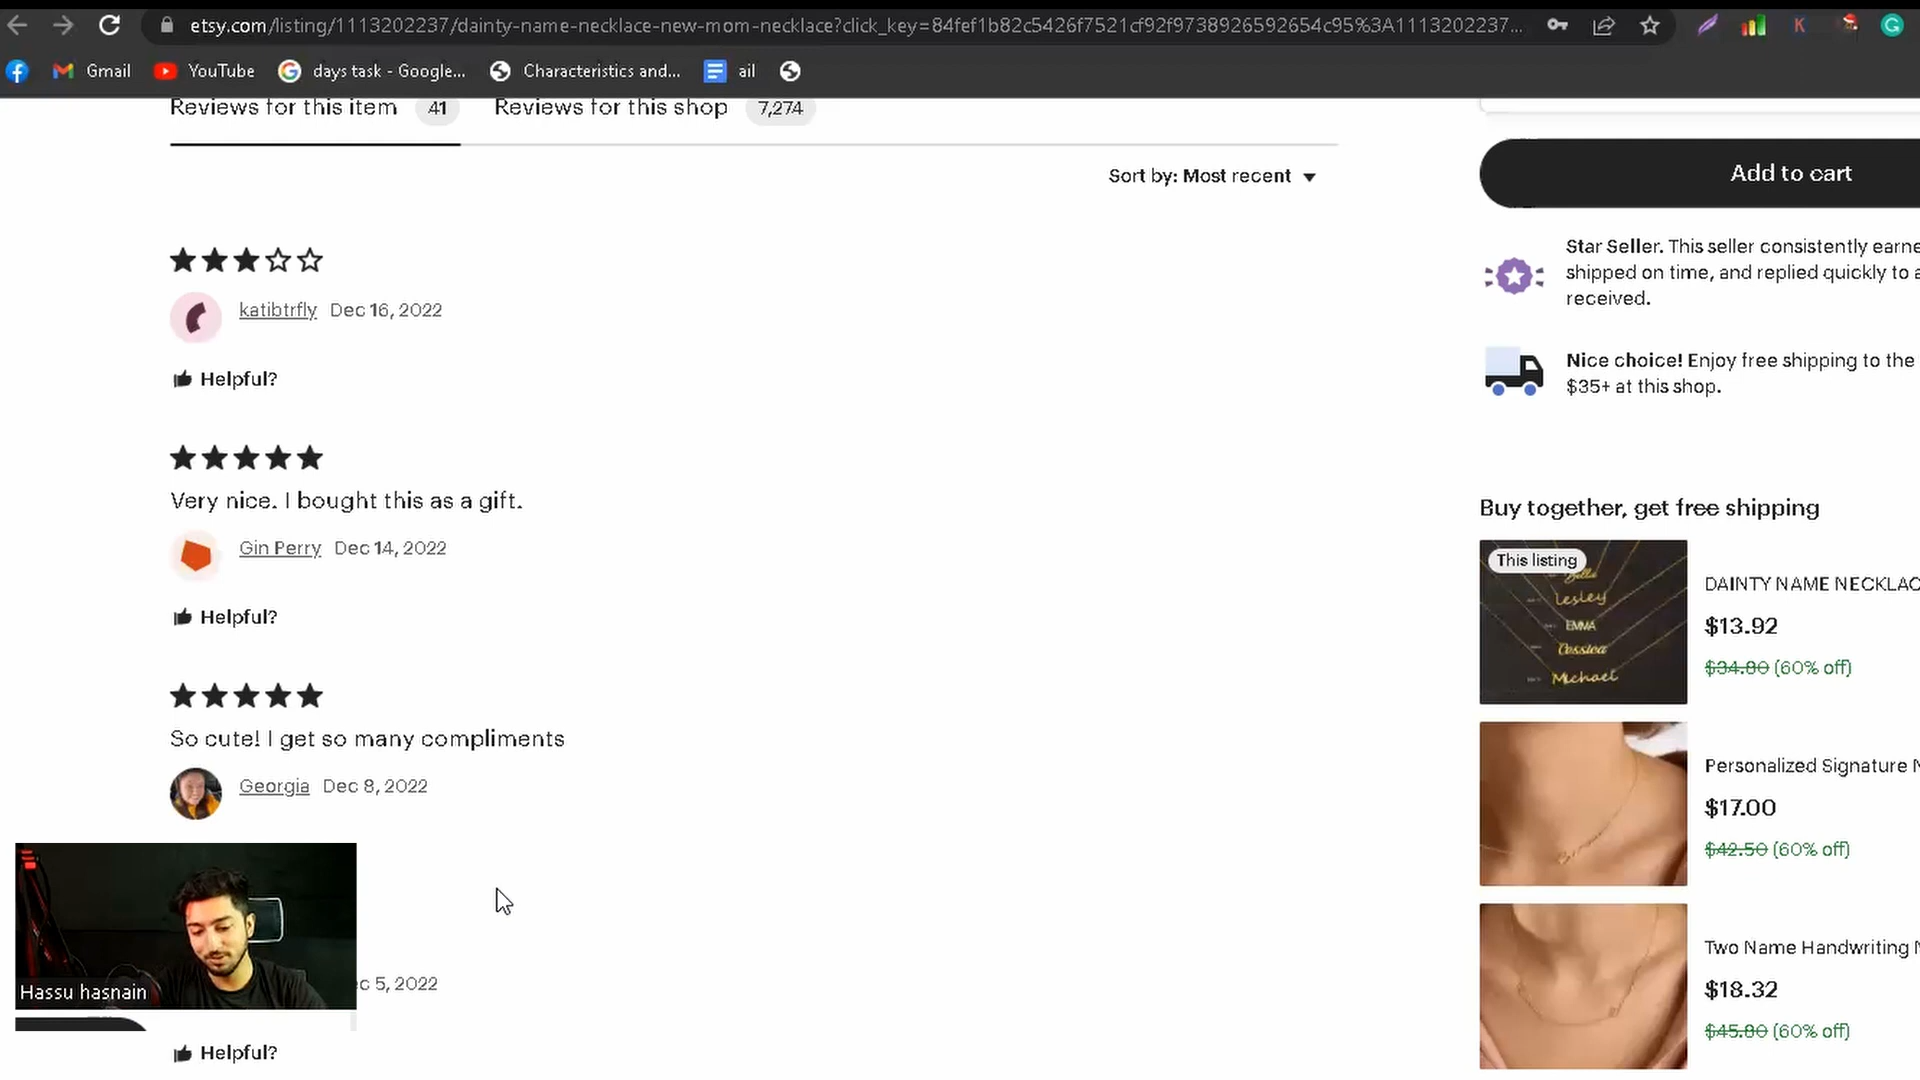 etsy.com/listing/1113202237/dainty-name-necklace-new-mom-necklace?click_key=84fef1b82c5426f7521cf92f9738926592654c95%3A1113202237...
Gmail YouTube days task - Google... Characteristics and... ail
Reviews for this item 41 Reviews for this shop 7,274
Sort by: Most recent
katibtrfly Dec 16, 2022
Helpful?
Very nice. I bought this as a gift.
Gin Perry Dec 14, 2022
Helpful?
So cute! I get so many compliments
Georgia Dec 8, 2022
Hassu hasnain
c 5, 2022
Helpful?
Add to cart
Star Seller. This seller consistently earne
shipped on time, and replied quickly to a
received.
Nice choice! Enjoy free shipping to the
$35+ at this shop.
Buy together, get free shipping
This listing
Bella
Lesley
EMMA
Cossica
Michael
DAINTY NAME NECKLAC
$13.92
$34.80 (60% off)
Personalized Signature N
$17.00
$42.50 (60% off)
Two Name Handwriting N
$18.32
$45.80 (60% off)